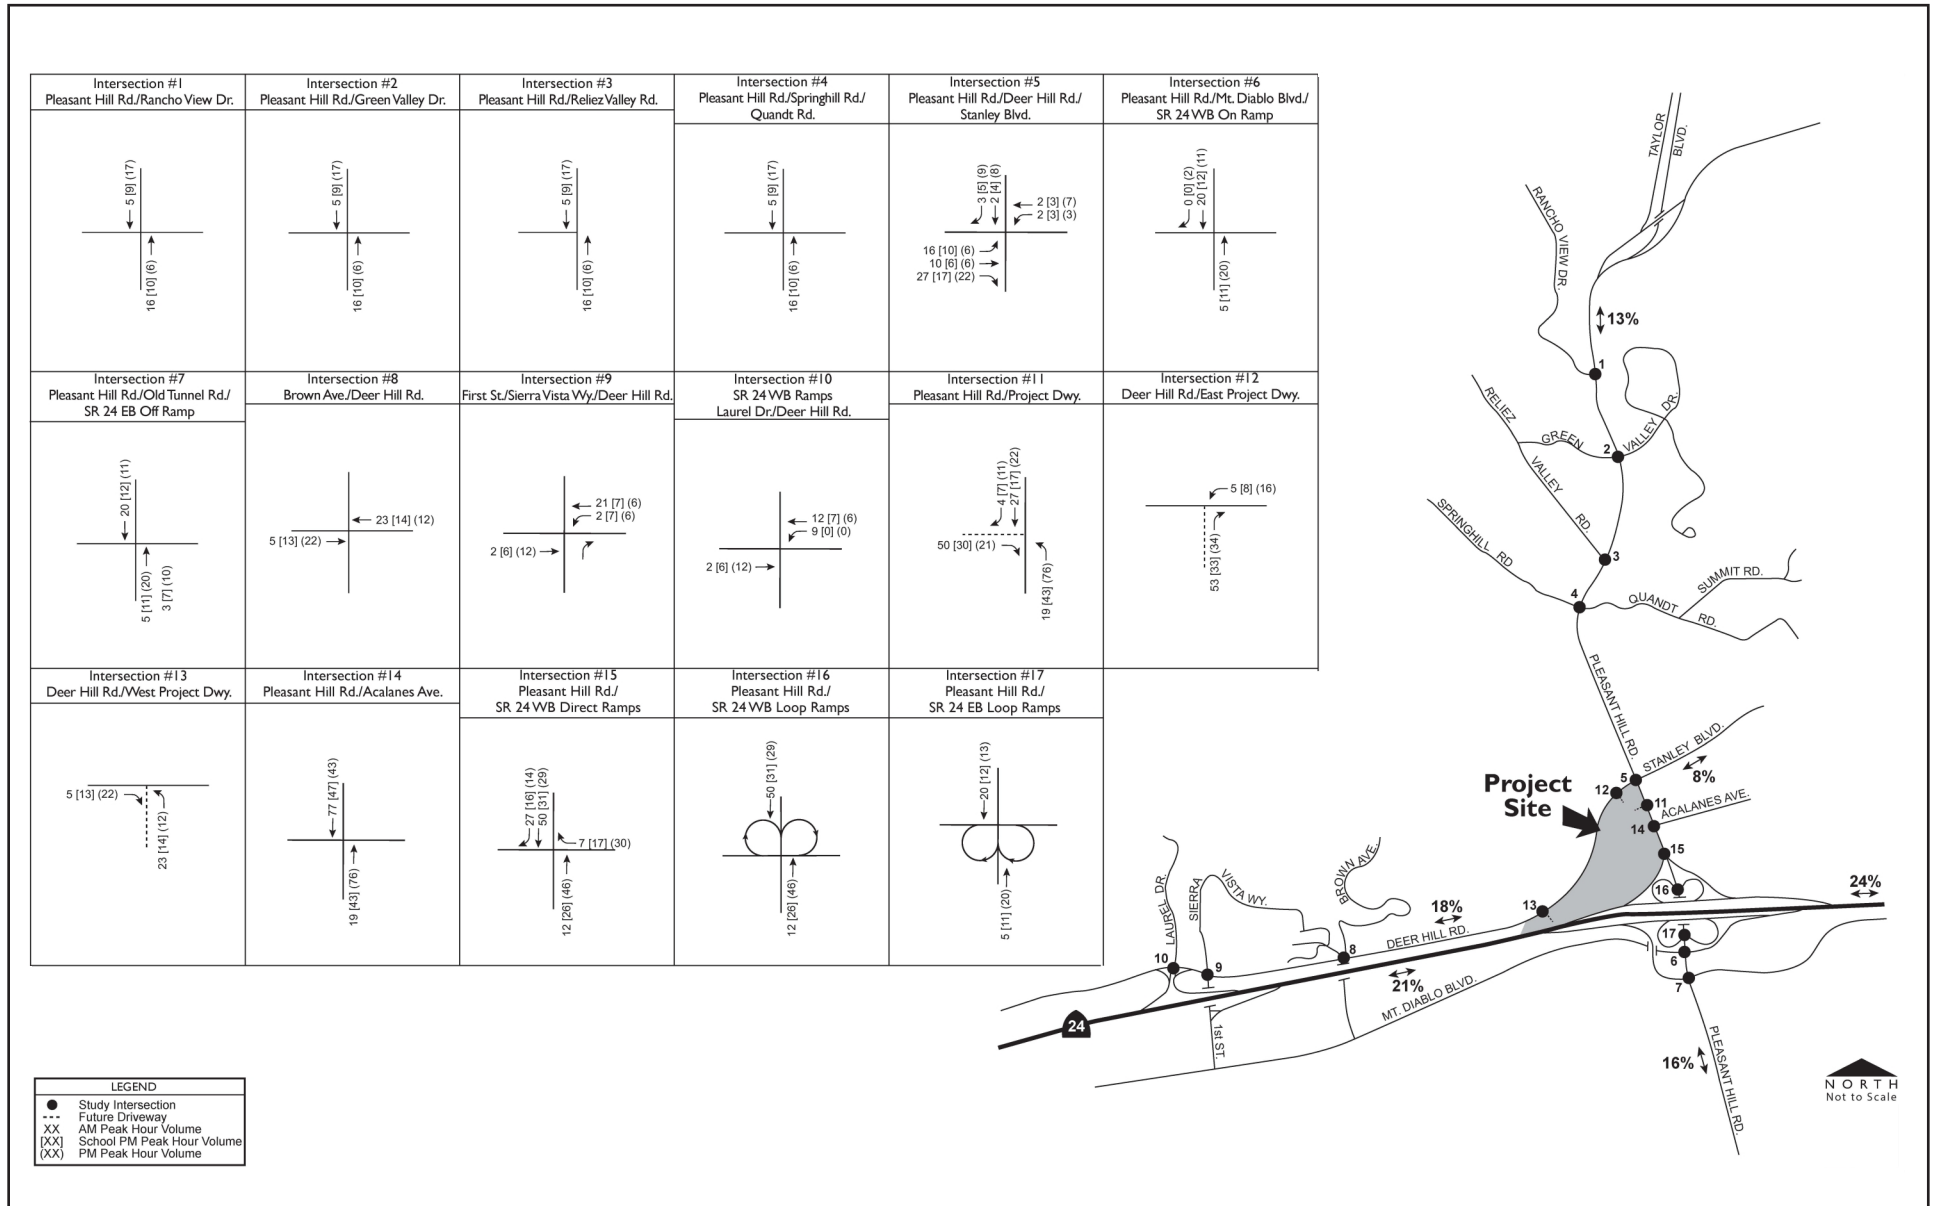 Intersection #1
Pleasant Hill Rd./Rancho View Dr.
5 [9] (17)
16 [10] (6)
Intersection #2
Pleasant Hill Rd./Green Valley Dr.
5 [9] (17)
16 [10] (6)
Intersection #3
Pleasant Hill Rd./Reliez Valley Rd.
5 [9] (17)
16 [10] (6)
Intersection #4
Pleasant Hill Rd./Springhill Rd./
Quandt Rd.
5 [9] (17)
16 [10] (6)
Intersection #5
Pleasant Hill Rd./Deer Hill Rd./
Stanley Blvd.
3 [5] (9)
2 [4] (8)
2 [3] (7)
2 [3] (3)
16 [10] (6)
10 [6] (6)
27 [17] (22)
Intersection #6
Pleasant Hill Rd./Mt. Diablo Blvd./
SR 24 WB On Ramp
0 [0] (2)
20 [12] (11)
5 [11] (20)
Intersection #7
Pleasant Hill Rd./Old Tunnel Rd./
SR 24 EB Off Ramp
20 [12] (11)
5 [11] (20)
3 [7] (10)
Intersection #8
Brown Ave./Deer Hill Rd.
23 [14] (12)
5 [13] (22)
Intersection #9
First St./Sierra Vista Wy./Deer Hill Rd.
21 [7] (6)
2 [7] (6)
2 [6] (12)
Intersection #10
SR 24 WB Ramps
Laurel Dr./Deer Hill Rd.
12 [7] (6)
9 [0] (0)
2 [6] (12)
Intersection #11
Pleasant Hill Rd./Project Dwy.
4 [7] (11)
27 [17] (22)
50 [30] (21)
19 [43] (76)
Intersection #12
Deer Hill Rd./East Project Dwy.
5 [8] (16)
53 [33] (34)
Intersection #13
Deer Hill Rd./West Project Dwy.
5 [13] (22)
23 [14] (12)
Intersection #14
Pleasant Hill Rd./Acalanes Ave.
77 [47] (43)
19 [43] (76)
Intersection #15
Pleasant Hill Rd./
SR 24 WB Direct Ramps
27 [16] (14)
50 [31] (29)
7 [17] (30)
12 [26] (46)
Intersection #16
Pleasant Hill Rd./
SR 24 WB Loop Ramps
50 [31] (29)
12 [26] (46)
Intersection #17
Pleasant Hill Rd./
SR 24 EB Loop Ramps
20 [12] (13)
5 [11] (20)
TAYLOR
BLVD.
RANCHO VIEW DR.
13%
1
RELIEZ
VALLEY
RD.
GREEN
VALLEY
DR.
2
SPRINGHILL RD
3
4
QUANDT
RD.
SUMMIT RD.
PLEASANT HILL RD.
STANLEY BLVD.
8%
5
12
11
ACALANES AVE.
14
Project
Site
15
16
24%
13
18%
DEER HILL RD.
BROWN AVE.
VISTA WY.
SIERRA
LAUREL DR.
10
9
8
17
6
7
21%
MT. DIABLO BLVD.
24
1st ST.
16%
PLEASANT HILL RD.
NORTH
Not to Scale
LEGEND
Study Intersection
Future Driveway
XX AM Peak Hour Volume
[XX] School PM Peak Hour Volume
(XX) PM Peak Hour Volume